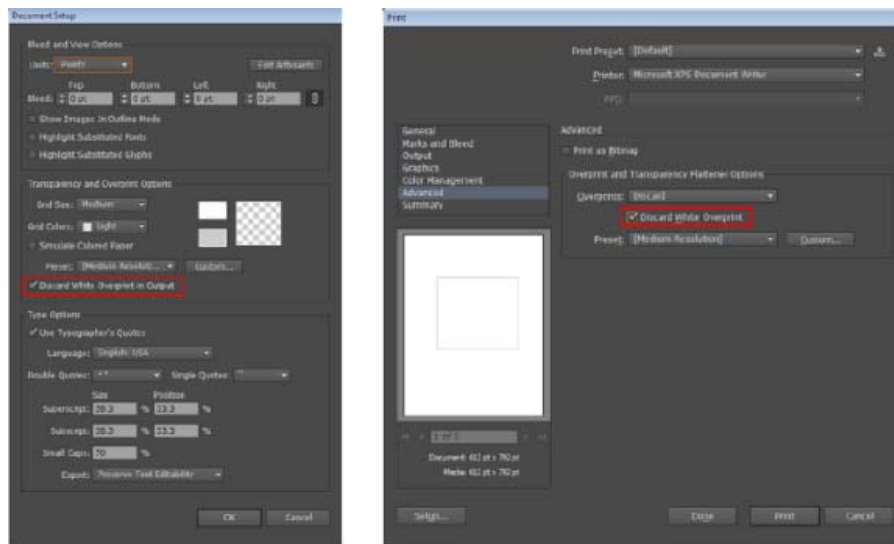 Document Setup
Bleed and View Options
Units: Points
Edit Artboards
Top Bottom Left Right
Bleed: 0 pt 0 pt 0 pt 0 pt
Show Images In Outline Mode
Highlight Substituted Fonts
Highlight Substituted Glyphs
Transparency and Overprint Options
Grid Size: Medium
Grid Colors: Light
Simulate Colored Paper
Preset: [Medium Resoluti... Custom...
Discard White Overprint in Output
Type Options
Use Typographer's Quotes
Language: English: USA
Double Quotes: Single Quotes:
Size Position
Superscript: % 33.3 %
Subscript: % 33.3 %
Small Caps: 70 %
Export: Preserve Text Editability
OK Cancel
Print
Print Preset: [Default]
Printer: Microsoft XPS Document Writer
PPD:
General
Marks and Bleed
Output
Graphics
Color Management
Advanced
Summary
Advanced
Print as Bitmap
Overprint and Transparency Flattener Options
Overprints: Discard
Discard White Overprint
Preset: [Medium Resolution] Custom...
1 of 1
Document: 612 pt x 792 pt
Media: 612 pt x 792 pt
Setup... Done Print Cancel